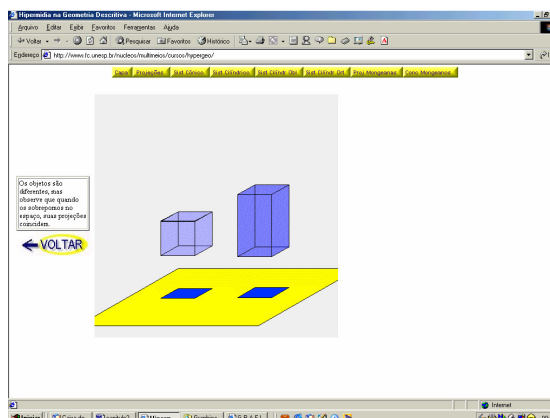 Hipermídia na Geometria Descritiva - Microsoft Internet Explorer
Arquivo Editar Exibir Favoritos Ferramentas Ajuda
Voltar Pesquisar Favoritos Histórico
Endereço http://www.fc.unesp.br/nucleos/multimeios/cursos/hypergeo/
Capa Projeções Sist.Cônico Sist.Cilíndrico Sist.Cilíndr.Obl. Sist.Cilíndr.Ort. Proj.Mongeanas Conc.Mongeanos
Os objetos são
diferentes, mas
observe que quando
os sobrepomos no
espaço, suas projeções
coincidem.
VOLTAR
Internet
Iniciar capitulo2